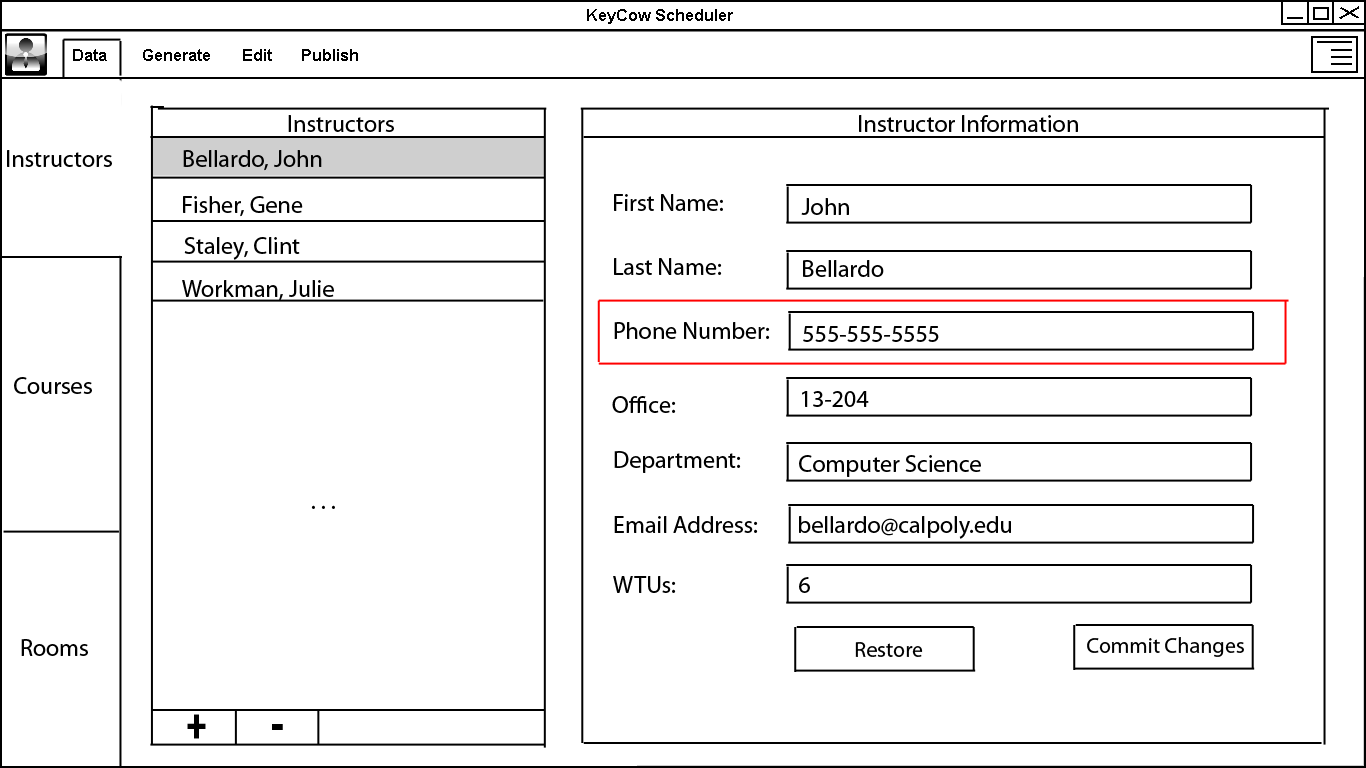 KeyCow Scheduler
Data Generate Edit Publish
Instructors
Courses
Rooms
Instructors
Bellardo, John
Fisher, Gene
Staley, Clint
Workman, Julie
...
+ -
Instructor Information
First Name: John
Last Name: Bellardo
Phone Number: 555-555-5555
Office: 13-204
Department: Computer Science
Email Address: bellardo@calpoly.edu
WTUs: 6
Restore Commit Changes